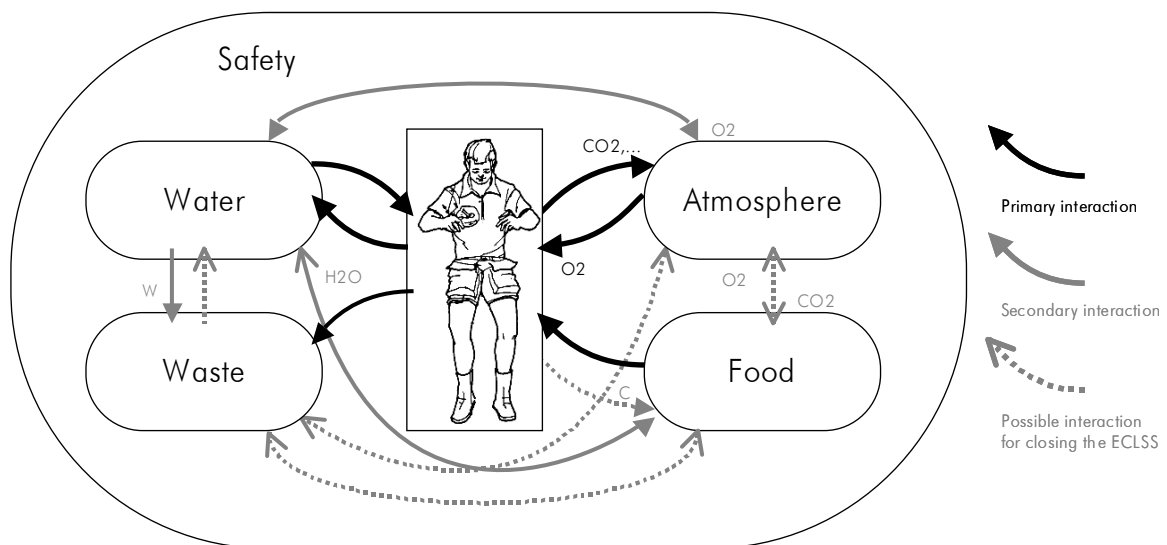 Safety
O2
CO2,...
Water
Atmosphere
Primary interaction
O2
H2O
O2
W
CO2
Secondary interaction
Waste
Food
C
Possible interaction
for closing the ECLSS